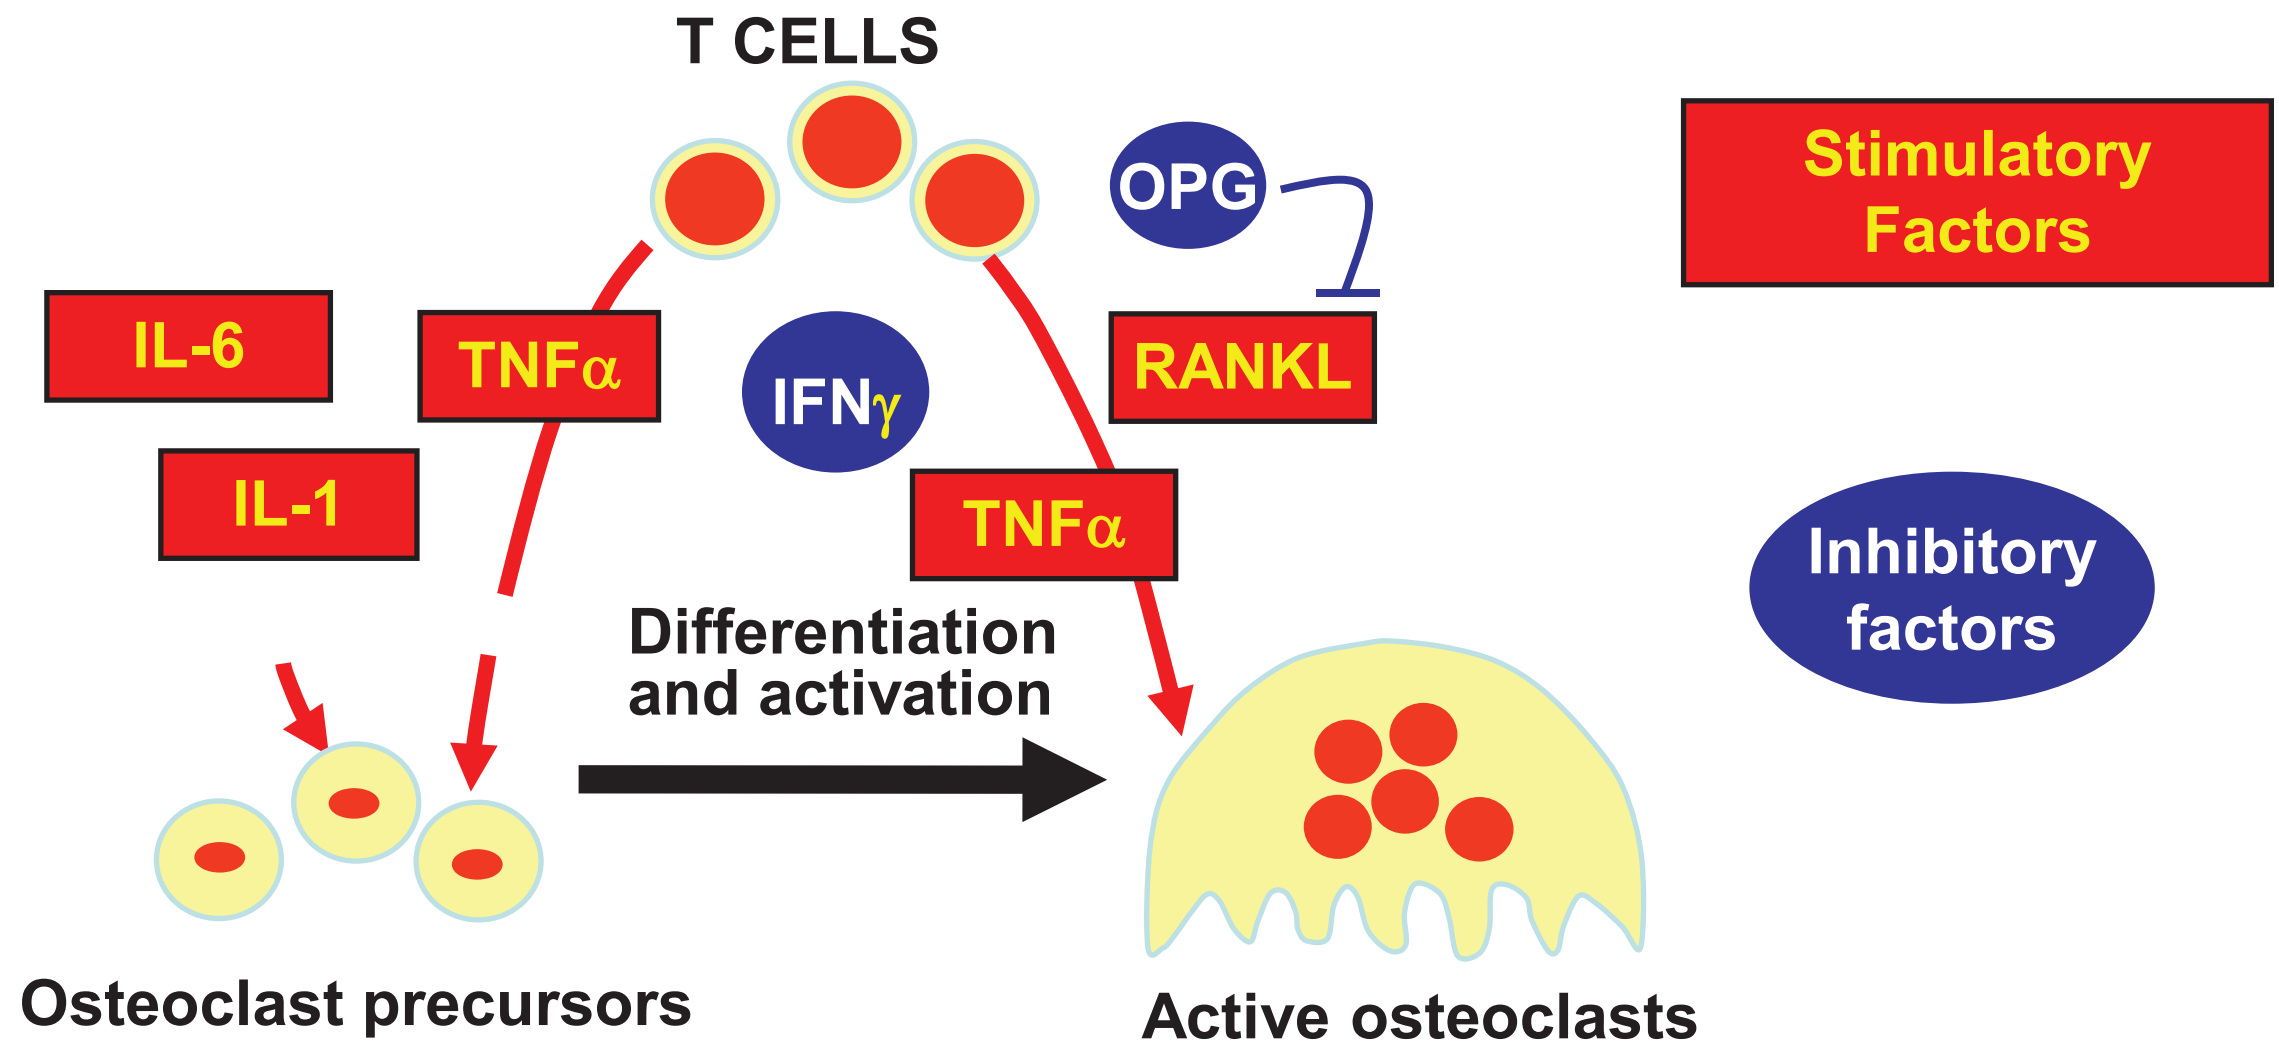 T CELLS
OPG
Stimulatory
Factors
IL-6
TNFα
IFNγ
RANKL
IL-1
TNFα
Inhibitory
factors
Differentiation
and activation
Osteoclast precursors
Active osteoclasts